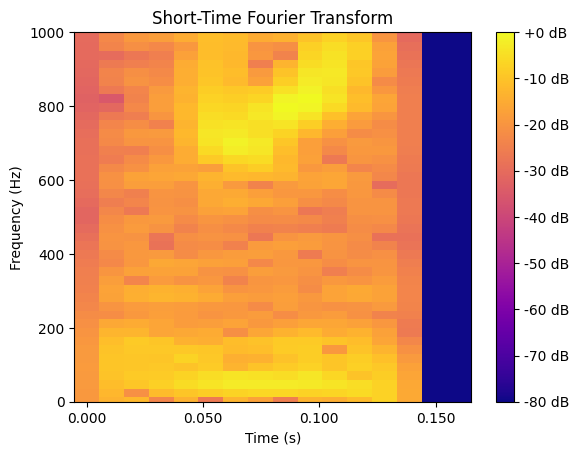 Short-Time Fourier Transform
Frequency (Hz)
1000
800
600
400
200
0
0.000
0.050
0.100
0.150
Time (s)
+0 dB
-10 dB
-20 dB
-30 dB
-40 dB
-50 dB
-60 dB
-70 dB
-80 dB